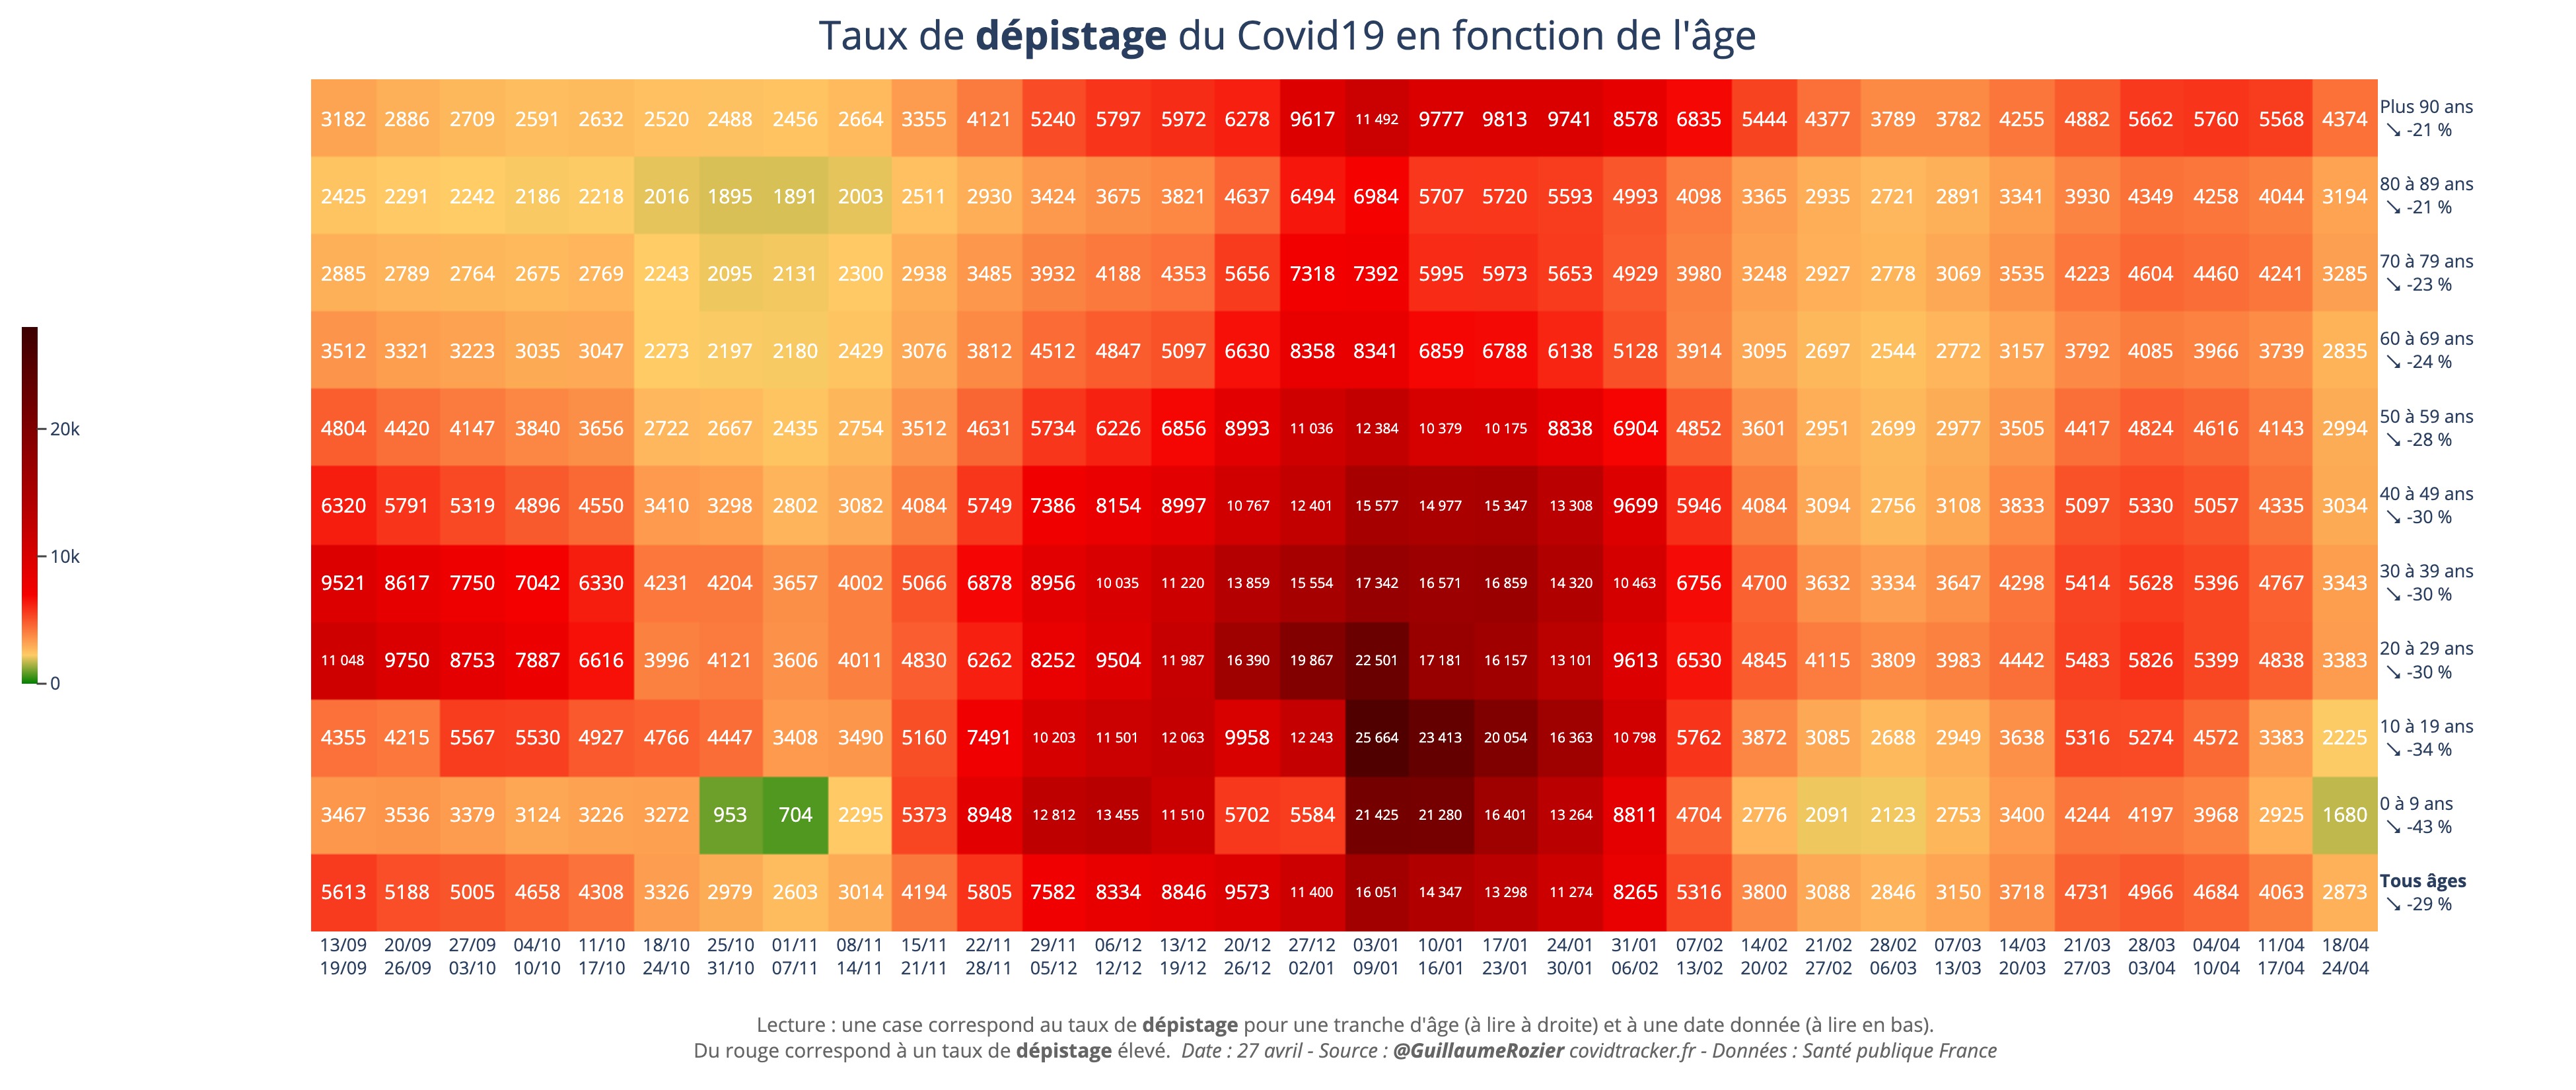 Taux de dépistage du Covid19 en fonction de l'âge
3182 2886 2709 2591 2632 2520 2488 2456 2664 3355 4121 5240 5797 5972 6278 9617 11 492 9777 9813 9741 8578 6835 5444 4377 3789 3782 4255 4882 5662 5760 5568 4374 Plus 90 ans
↘ -21 %
2425 2291 2242 2186 2218 2016 1895 1891 2003 2511 2930 3424 3675 3821 4637 6494 6984 5707 5720 5593 4993 4098 3365 2935 2721 2891 3341 3930 4349 4258 4044 3194 80 à 89 ans
↘ -21 %
2885 2789 2764 2675 2769 2243 2095 2131 2300 2938 3485 3932 4188 4353 5656 7318 7392 5995 5973 5653 4929 3980 3248 2927 2778 3069 3535 4223 4604 4460 4241 3285 70 à 79 ans
↘ -23 %
3512 3321 3223 3035 3047 2273 2197 2180 2429 3076 3812 4512 4847 5097 6630 8358 8341 6859 6788 6138 5128 3914 3095 2697 2544 2772 3157 3792 4085 3966 3739 2835 60 à 69 ans
↘ -24 %
4804 4420 4147 3840 3656 2722 2667 2435 2754 3512 4631 5734 6226 6856 8993 11 036 12 384 10 379 10 175 8838 6904 4852 3601 2951 2699 2977 3505 4417 4824 4616 4143 2994 50 à 59 ans
↘ -28 %
20k
6320 5791 5319 4896 4550 3410 3298 2802 3082 4084 5749 7386 8154 8997 10 767 12 401 15 577 14 977 15 347 13 308 9699 5946 4084 3094 2756 3108 3833 5097 5330 5057 4335 3034 40 à 49 ans
↘ -30 %
10k
9521 8617 7750 7042 6330 4231 4204 3657 4002 5066 6878 8956 10 035 11 220 13 859 15 554 17 342 16 571 16 859 14 320 10 463 6756 4700 3632 3334 3647 4298 5414 5628 5396 4767 3343 30 à 39 ans
↘ -30 %
11 048 9750 8753 7887 6616 3996 4121 3606 4011 4830 6262 8252 9504 11 987 16 390 19 867 22 501 17 181 16 157 13 101 9613 6530 4845 4115 3809 3983 4442 5483 5826 5399 4838 3383 20 à 29 ans
↘ -30 %
0
4355 4215 5567 5530 4927 4766 4447 3408 3490 5160 7491 10 203 11 501 12 063 9958 12 243 25 664 23 413 20 054 16 363 10 798 5762 3872 3085 2688 2949 3638 5316 5274 4572 3383 2225 10 à 19 ans
↘ -34 %
3467 3536 3379 3124 3226 3272 953 704 2295 5373 8948 12 812 13 455 11 510 5702 5584 21 425 21 280 16 401 13 264 8811 4704 2776 2091 2123 2753 3400 4244 4197 3968 2925 1680 0 à 9 ans
↘ -43 %
5613 5188 5005 4658 4308 3326 2979 2603 3014 4194 5805 7582 8334 8846 9573 11 400 16 051 14 347 13 298 11 274 8265 5316 3800 3088 2846 3150 3718 4731 4966 4684 4063 2873 Tous âges
↘ -29 %
13/09 20/09 27/09 04/10 11/10 18/10 25/10 01/11 08/11 15/11 22/11 29/11 06/12 13/12 20/12 27/12 03/01 10/01 17/01 24/01 31/01 07/02 14/02 21/02 28/02 07/03 14/03 21/03 28/03 04/04 11/04 18/04
19/09 26/09 03/10 10/10 17/10 24/10 31/10 07/11 14/11 21/11 28/11 05/12 12/12 19/12 26/12 02/01 09/01 16/01 23/01 30/01 06/02 13/02 20/02 27/02 06/03 13/03 20/03 27/03 03/04 10/04 17/04 24/04
Lecture : une case correspond au taux de dépistage pour une tranche d'âge (à lire à droite) et à une date donnée (à lire en bas).
Du rouge correspond à un taux de dépistage élevé. Date : 27 avril - Source : @GuillaumeRozier covidtracker.fr - Données : Santé publique France